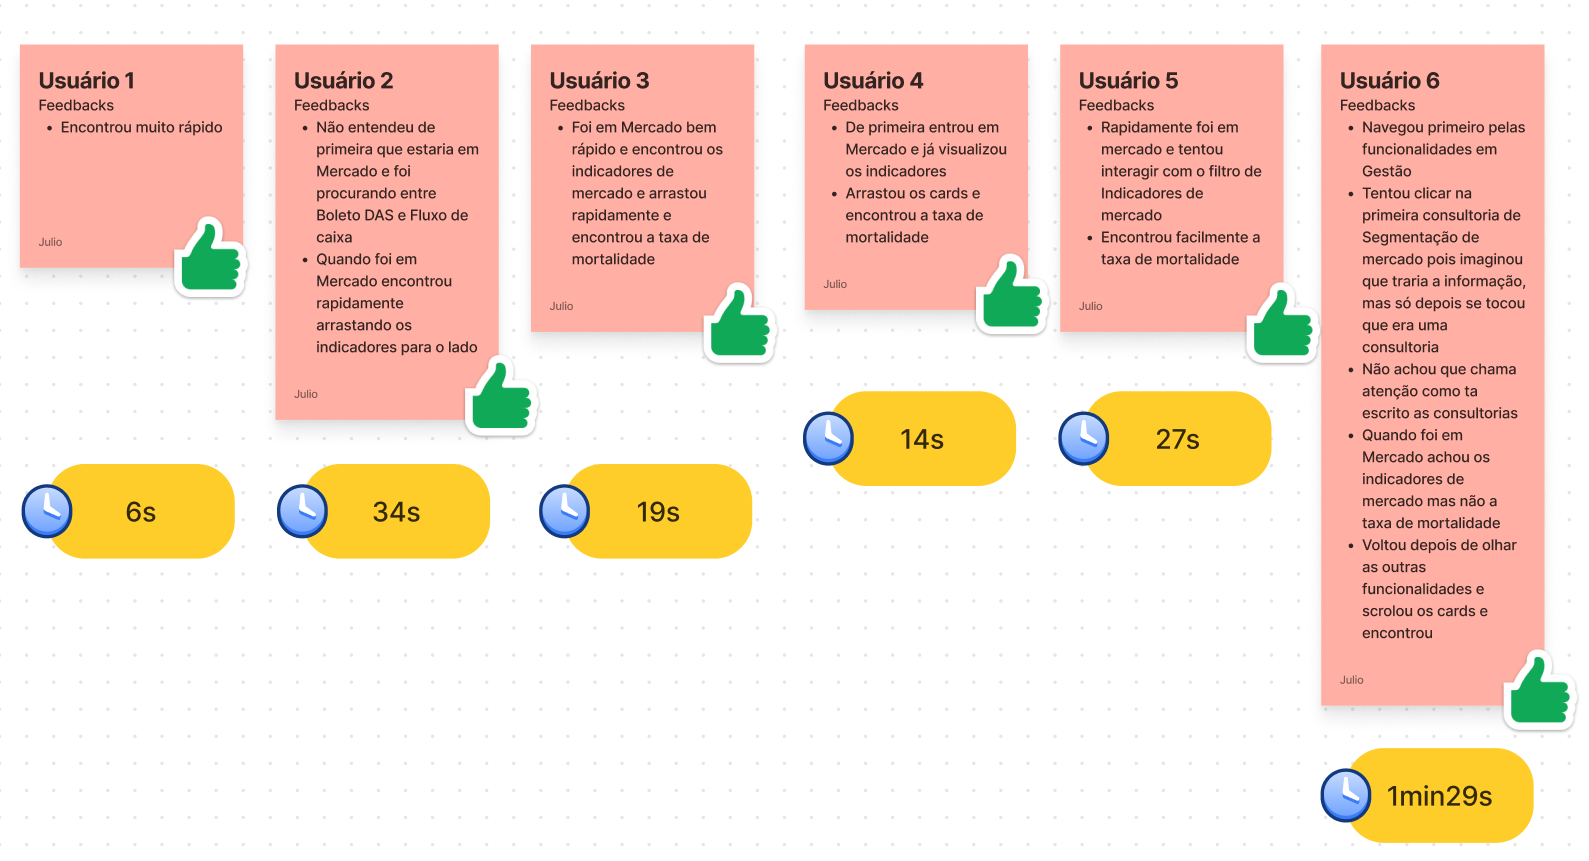 Usuário 1
Feedbacks
• Encontrou muito rápido
Julio
6s
Usuário 2
Feedbacks
• Não entendeu de
primeira que estaria em
Mercado e foi
procurando entre
Boleto DAS e Fluxo de
caixa
• Quando foi em
Mercado encontrou
rapidamente
arrastando os
indicadores para o lado
Julio
34s
Usuário 3
Feedbacks
• Foi em Mercado bem
rápido e encontrou os
indicadores de
mercado e arrastou
rapidamente e
encontrou a taxa de
mortalidade
Julio
19s
Usuário 4
Feedbacks
• De primeira entrou em
Mercado e já visualizou
os indicadores
• Arrastou os cards e
encontrou a taxa de
mortalidade
Julio
14s
Usuário 5
Feedbacks
• Rapidamente foi em
mercado e tentou
interagir com o filtro de
Indicadores de
mercado
• Encontrou facilmente a
taxa de mortalidade
Julio
27s
Usuário 6
Feedbacks
• Navegou primeiro pelas
funcionalidades em
Gestão
• Tentou clicar na
primeira consultoria de
Segmentação de
mercado pois imaginou
que traria a informação,
mas só depois se tocou
que era uma
consultoria
• Não achou que chama
atenção como ta
escrito as consultorias
• Quando foi em
Mercado achou os
indicadores de
mercado mas não a
taxa de mortalidade
• Voltou depois de olhar
as outras
funcionalidades e
scrolou os cards e
encontrou
Julio
1min29s